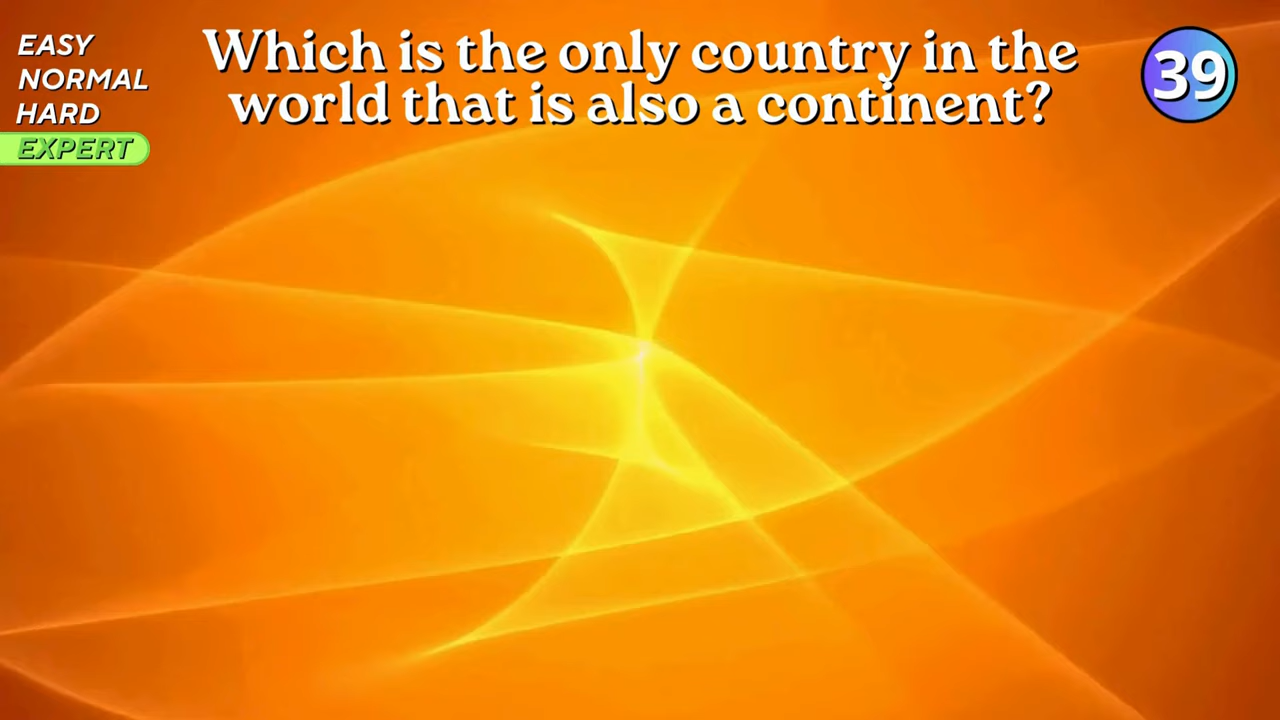 EASY
NORMAL
HARD
EXPERT
Which is the only country in the
world that is also a continent?
39